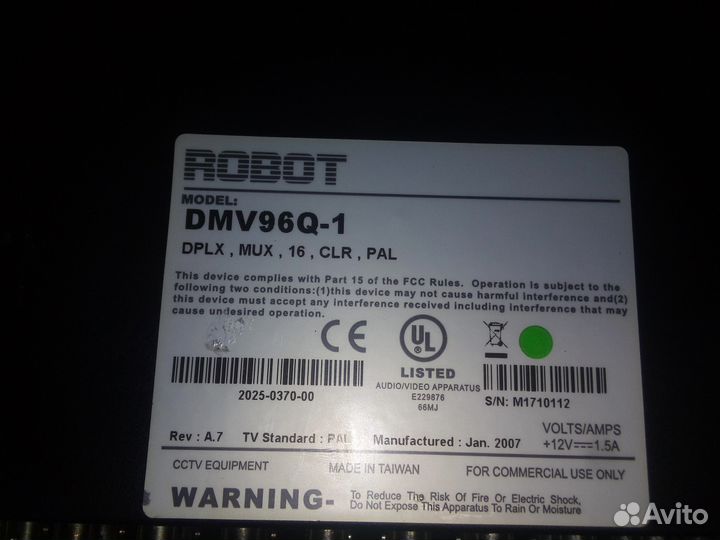 ROBOT
MODEL:
DMV96Q-1
DPLX , MUX , 16 , CLR , PAL
This device complies with Part 15 of the FCC Rules. Operation is subject to the
following two conditions:(1)this device may not cause harmful interference and(2)
this device must accept any interference received including interference that may
cause undesired operation.
CE
UL
LISTED
AUDIO/VIDEO APPARATUS
E229876
66MJ
2025-0370-00
S/N: M1710112
VOLTS/AMPS
+12V⎓1.5A
Rev : A.7 TV Standard : PAL Manufactured : Jan. 2007
CCTV EQUIPMENT MADE IN TAIWAN FOR COMMERCIAL USE ONLY
WARNING- To Reduce The Risk Of Fire Or Electric Shock,
Do Not Expose This Apparatus To Rain Or Moisture
Avito